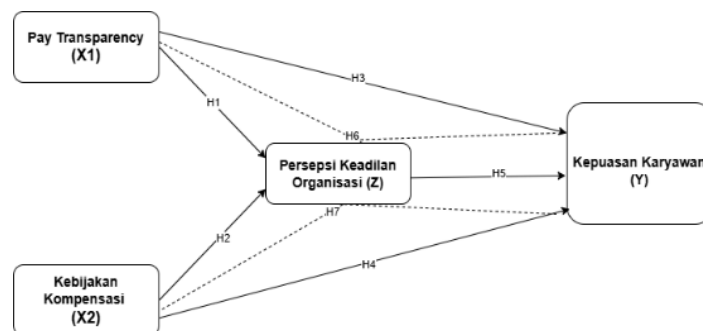 Pay Transparency
(X1)
H3
H1
H6
Persepsi Keadilan
Organisasi (Z)
H5
Kepuasan Karyawan
(Y)
H7
H2
H4
Kebijakan
Kompensasi
(X2)